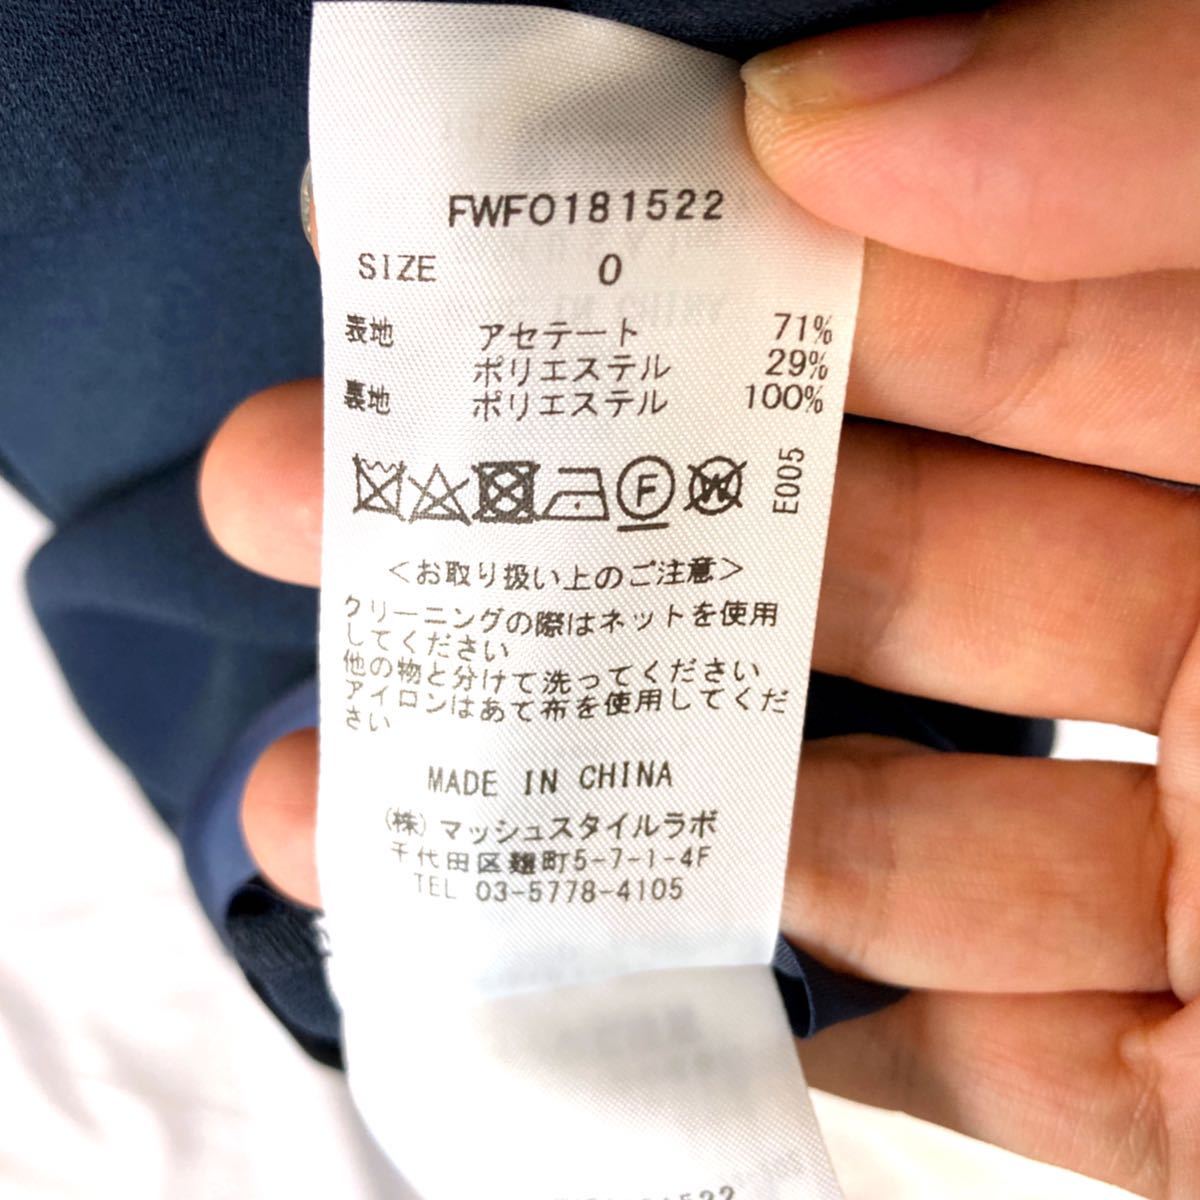 FWFO181522
SIZE 0
表地 アセテート 71%
ポリエステル 29%
裏地 ポリエステル 100%
F W E005
<お取り扱い上のご注意>
クリーニングの際はネットを使用
してください
他の物と分けて洗ってください
アイロンはあて布を使用してくだ
さい
MADE IN CHINA
(株)マッシュスタイルラボ
千代田区麹町5-7-1-4F
TEL 03-5778-4105